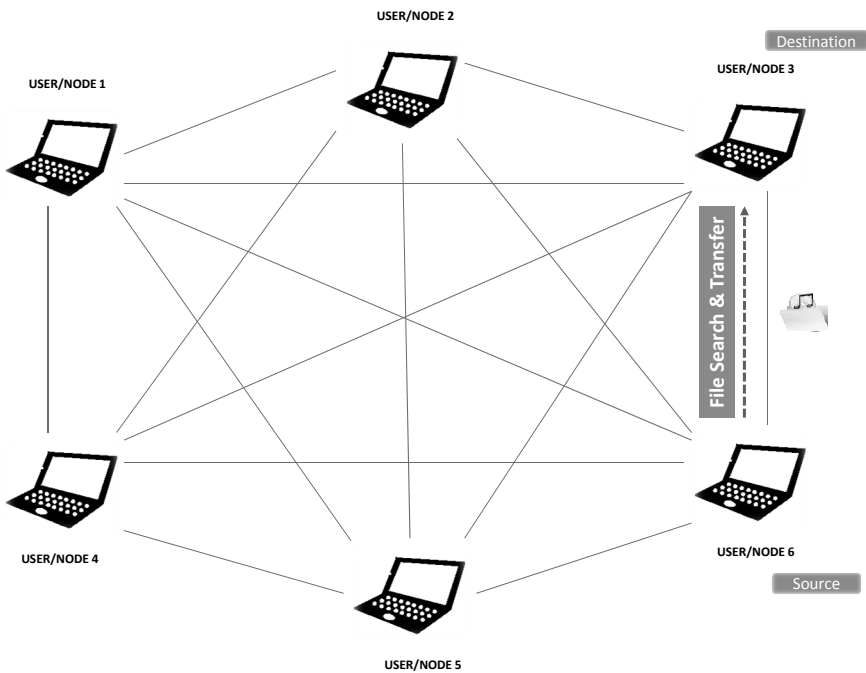 USER/NODE 2
Destination
USER/NODE 3
USER/NODE 1
File Search & Transfer
USER/NODE 4
USER/NODE 6
Source
USER/NODE 5